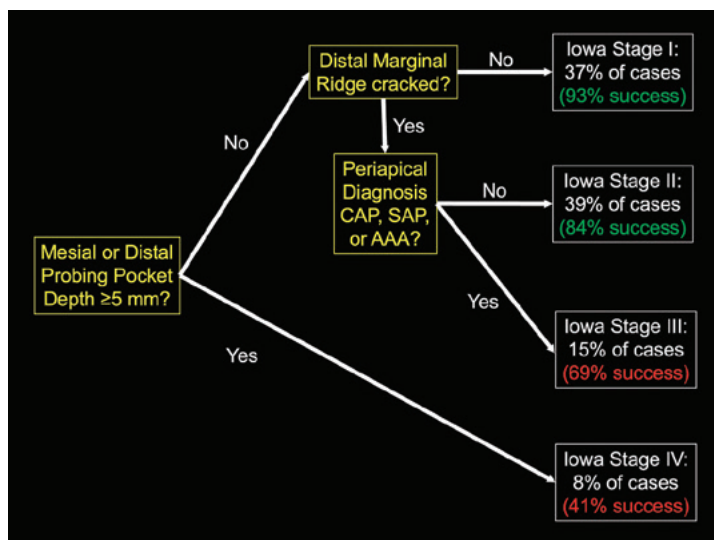 Distal Marginal
Ridge cracked?
No
Iowa Stage I:
37% of cases
(93% success)
Yes
No
Periapical
Diagnosis
CAP, SAP,
or AAA?
No
Iowa Stage II:
39% of cases
(84% success)
Mesial or Distal
Probing Pocket
Depth ≥5 mm?
Yes
Iowa Stage III:
15% of cases
(69% success)
Yes
Iowa Stage IV:
8% of cases
(41% success)